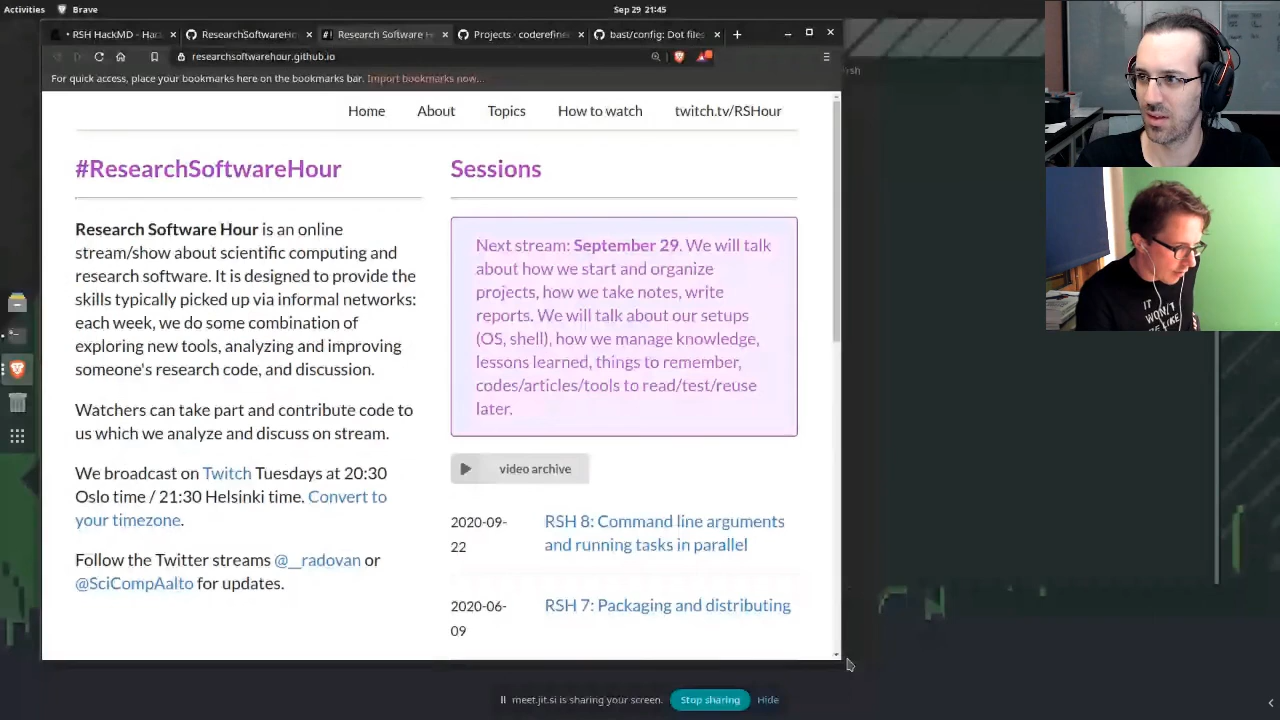 Activities
Brave
Sep 29 21:45
• RSH HackMD - Hac
ResearchSoftwareHo
Research Software H
Projects · coderefine
bast/config: Dot files
researchsoftwarehour.github.io
For quick access, place your bookmarks here on the bookmarks bar. Import bookmarks now...
Home
About
Topics
How to watch
twitch.tv/RSHour
#ResearchSoftwareHour
Research Software Hour is an online
stream/show about scientific computing and
research software. It is designed to provide the
skills typically picked up via informal networks:
each week, we do some combination of
exploring new tools, analyzing and improving
someone's research code, and discussion.
Watchers can take part and contribute code to
us which we analyze and discuss on stream.
We broadcast on Twitch Tuesdays at 20:30
Oslo time / 21:30 Helsinki time. Convert to
your timezone.
Follow the Twitter streams @__radovan or
@SciCompAalto for updates.
Sessions
Next stream: September 29. We will talk
about how we start and organize
projects, how we take notes, write
reports. We will talk about our setups
(OS, shell), how we manage knowledge,
lessons learned, things to remember,
codes/articles/tools to read/test/reuse
later.
video archive
2020-09-
22
RSH 8: Command line arguments
and running tasks in parallel
2020-06-
09
RSH 7: Packaging and distributing
meet.jit.si is sharing your screen.
Stop sharing
Hide
IT
WON'T
BE LIKE